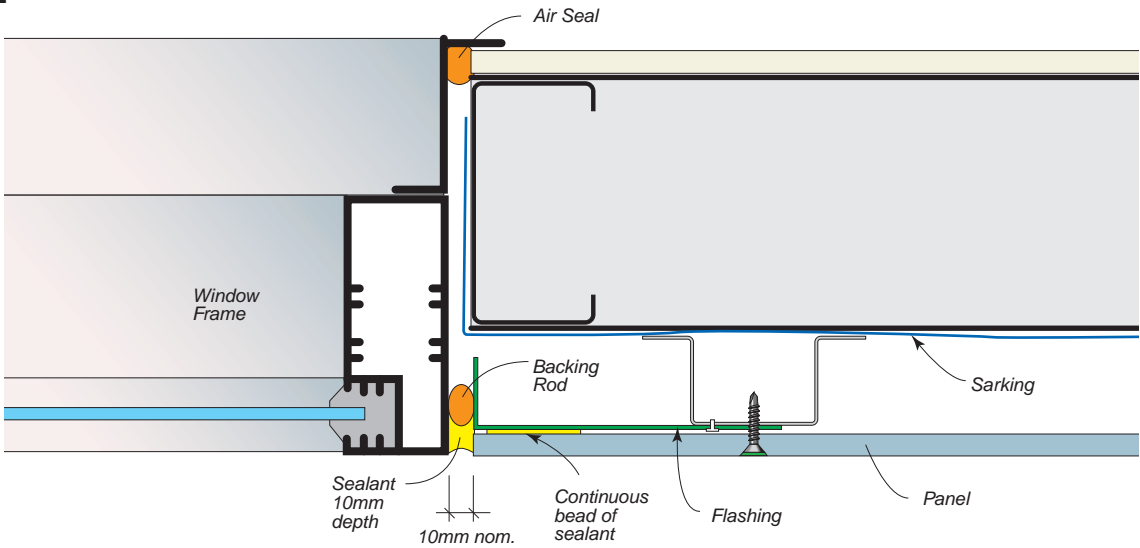 Air Seal
Window
Frame
Backing
Rod
Sarking
Sealant
10mm
depth
10mm nom.
Continuous
bead of
sealant
Flashing
Panel